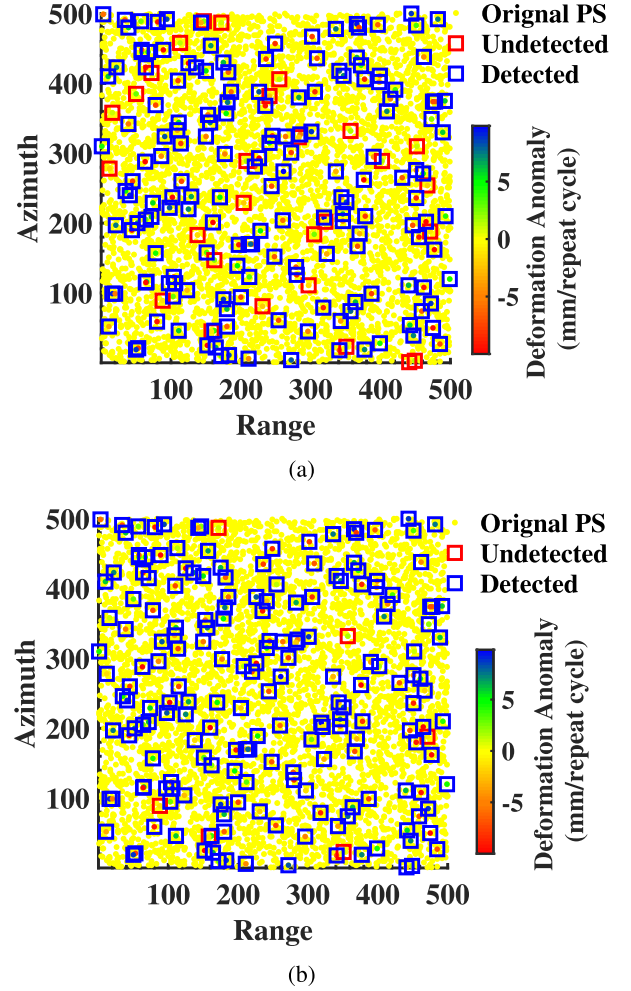 500
400
300
200
100
Azimuth
100 200 300 400 500
Range
Orignal PS
Undetected
Detected
5
0
-5
Deformation Anomaly
(mm/repeat cycle)
(a)
500
400
300
200
100
Azimuth
100 200 300 400 500
Range
Orignal PS
Undetected
Detected
5
0
-5
Deformation Anomaly
(mm/repeat cycle)
(b)